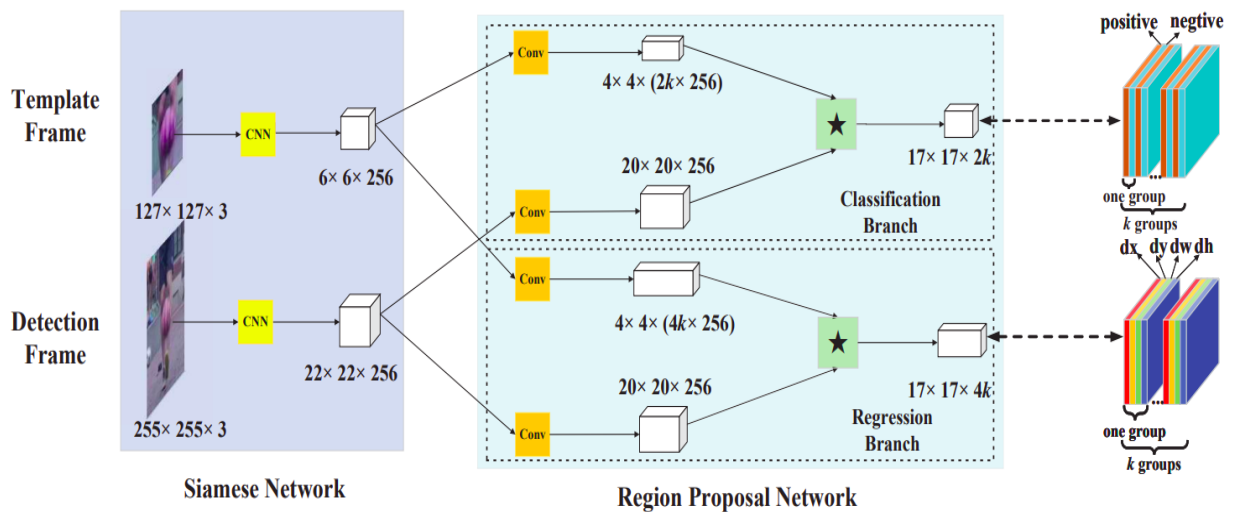 Template
Frame
127× 127× 3
CNN
6× 6× 256
Detection
Frame
255× 255× 3
CNN
22× 22× 256
Siamese Network
Conv
4× 4× (2k× 256)
Conv
20× 20× 256
★
17× 17× 2k
Classification
Branch
Conv
4× 4× (4k× 256)
Conv
20× 20× 256
★
17× 17× 4k
Regression
Branch
Region Proposal Network
positive negtive
...
one group
k groups
dx dy dw dh
...
one group
k groups